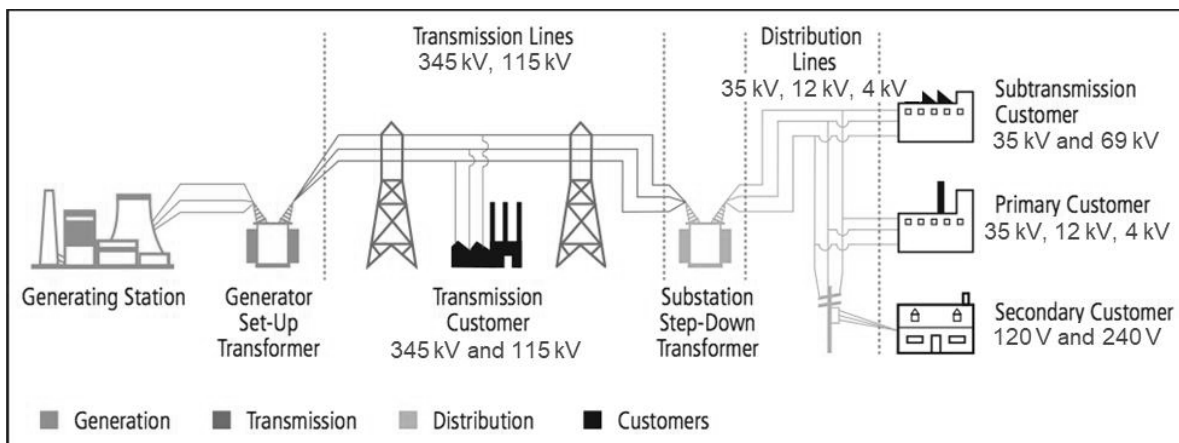 Transmission Lines
345 kV, 115 kV
Distribution
Lines
35 kV, 12 kV, 4 kV
Subtransmission
Customer
35 kV and 69 kV
Primary Customer
35 kV, 12 kV, 4 kV
Generating Station
Generator
Set-Up
Transformer
Transmission
Customer
345 kV and 115 kV
Substation
Step-Down
Transformer
Secondary Customer
120 V and 240 V
Generation
Transmission
Distribution
Customers